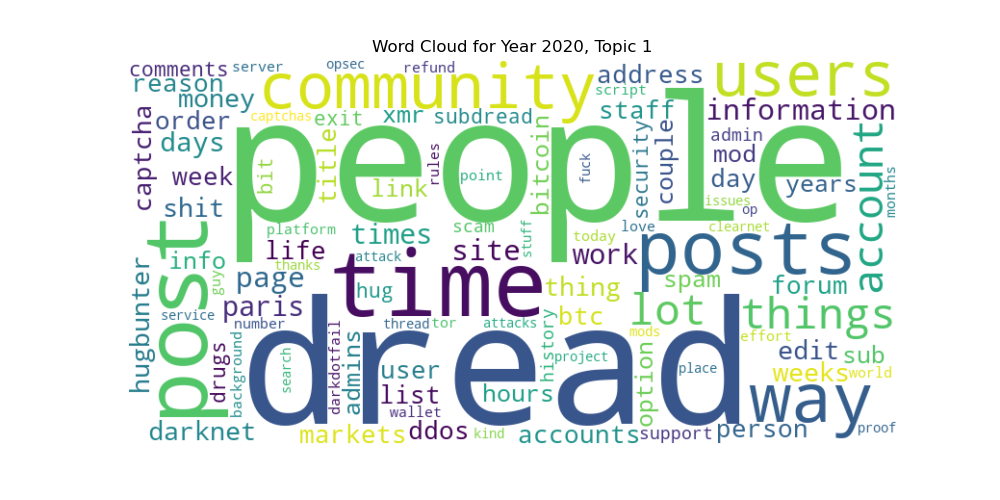 Word Cloud for Year 2020, Topic 1
comments server opsec refund users
reason community address script
money staff information
captcha order captchas exit xmr subdread admin
days title bitcoin security couple mod account
week bit link rules point fuck day years months
shit people issues op
platform scam stuff love clearnet
post life times today posts
info thanks attack site work
guy page hug time thing spam forum
hugbunter paris btc lot things
service number thread tor attacks history mods effort
drugs background search darkdotfail admins dread project place edit sub
user option weeks world
list hours way
wallet
darknet markets ddos kind accounts support person proof